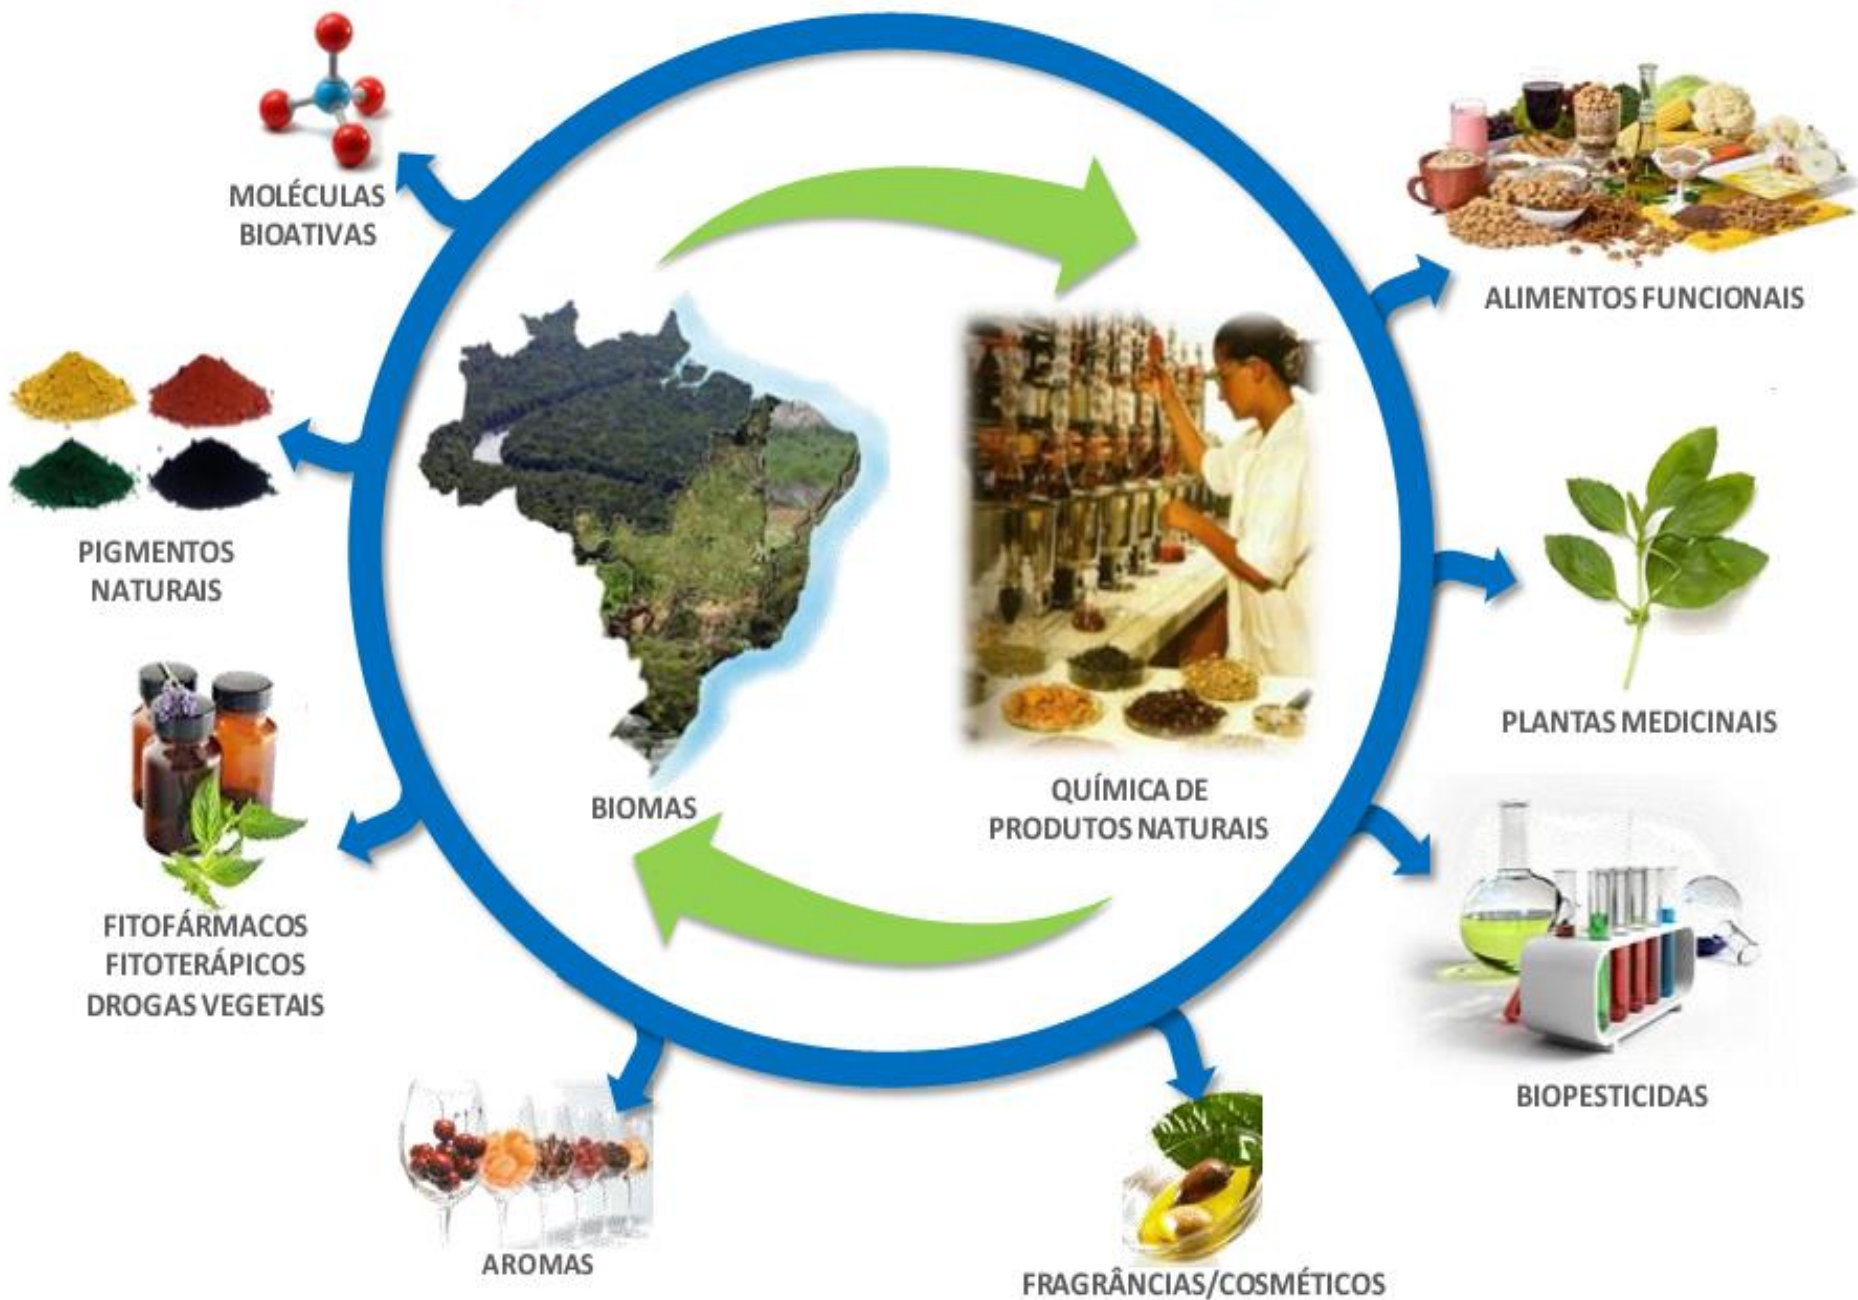 MOLÉCULAS
BIOATIVAS
ALIMENTOS FUNCIONAIS
PIGMENTOS
NATURAIS
PLANTAS MEDICINAIS
BIOMAS
QUÍMICA DE
PRODUTOS NATURAIS
FITOFÁRMACOS
FITOTERÁPICOS
DROGAS VEGETAIS
BIOPESTICIDAS
AROMAS
FRAGRÂNCIAS/COSMÉTICOS